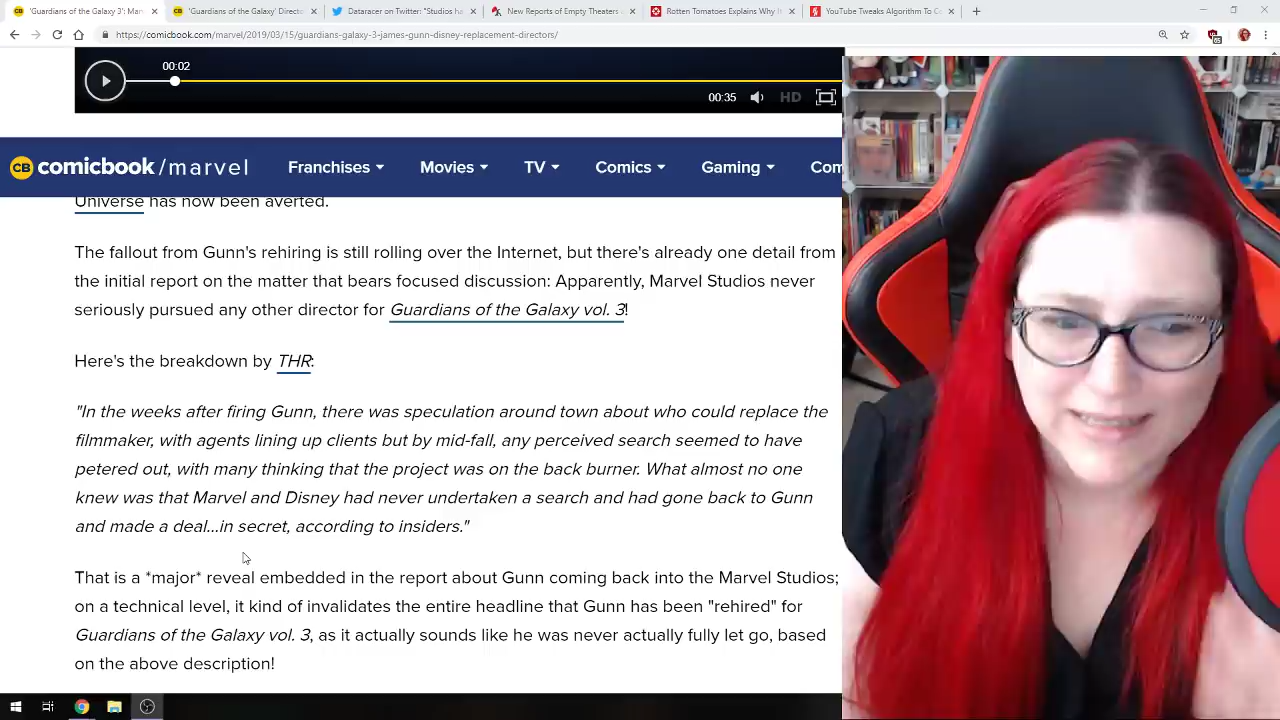 'Guardians of the Galaxy 3': Mar
'Guardians of the Galaxy' Directo
Dataracer on Twitter: "Studios ha
New Reports of Empty Theaters
Rotten Tomatoes Explains Why It
YouTube Tweaks Algorithm To C
https://comicbook.com/marvel/2019/03/15/guardians-galaxy-3-james-gunn-disney-replacement-directors/
00:02
00:35
HD
CB comicbook/marvel Franchises Movies TV Comics Gaming Com
Universe has now been averted.
The fallout from Gunn's rehiring is still rolling over the Internet, but there's already one detail from
the initial report on the matter that bears focused discussion: Apparently, Marvel Studios never
seriously pursued any other director for Guardians of the Galaxy vol. 3!
Here's the breakdown by THR:
"In the weeks after firing Gunn, there was speculation around town about who could replace the
filmmaker, with agents lining up clients but by mid-fall, any perceived search seemed to have
petered out, with many thinking that the project was on the back burner. What almost no one
knew was that Marvel and Disney had never undertaken a search and had gone back to Gunn
and made a deal...in secret, according to insiders."
That is a *major* reveal embedded in the report about Gunn coming back into the Marvel Studios;
on a technical level, it kind of invalidates the entire headline that Gunn has been "rehired" for
Guardians of the Galaxy vol. 3, as it actually sounds like he was never actually fully let go, based
on the above description!